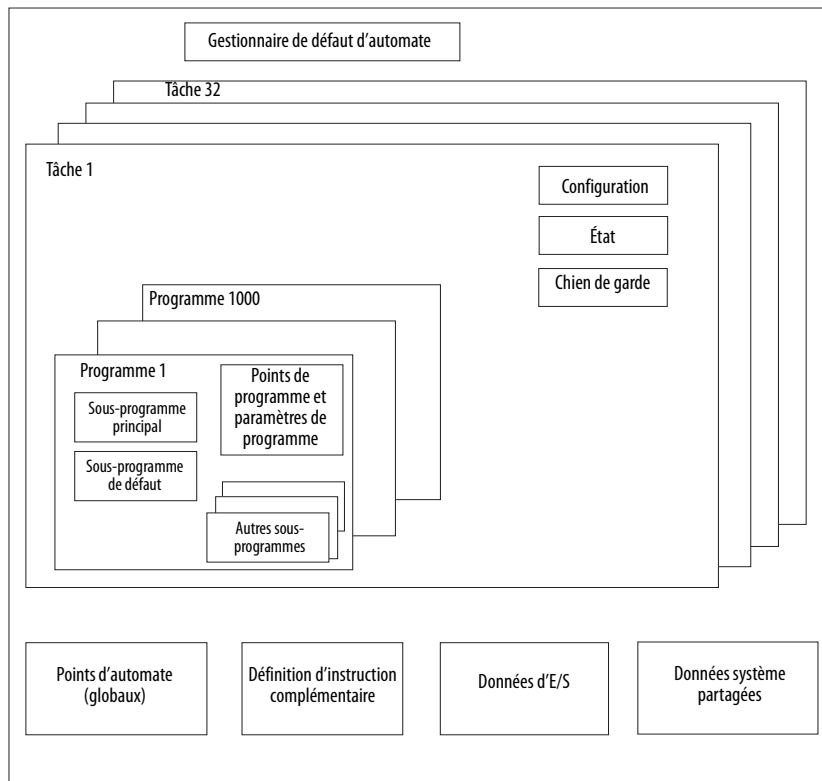 Gestionnaire de défaut d'automate
Tâche 32
Tâche 1
Configuration
État
Chien de garde
Programme 1000
Programme 1
Points de
programme et
paramètres de
programme
Sous-programme
principal
Sous-programme
de défaut
Autres sous-
programmes
Points d'automate
(globaux)
Définition d'instruction
complémentaire
Données d'E/S
Données système
partagées